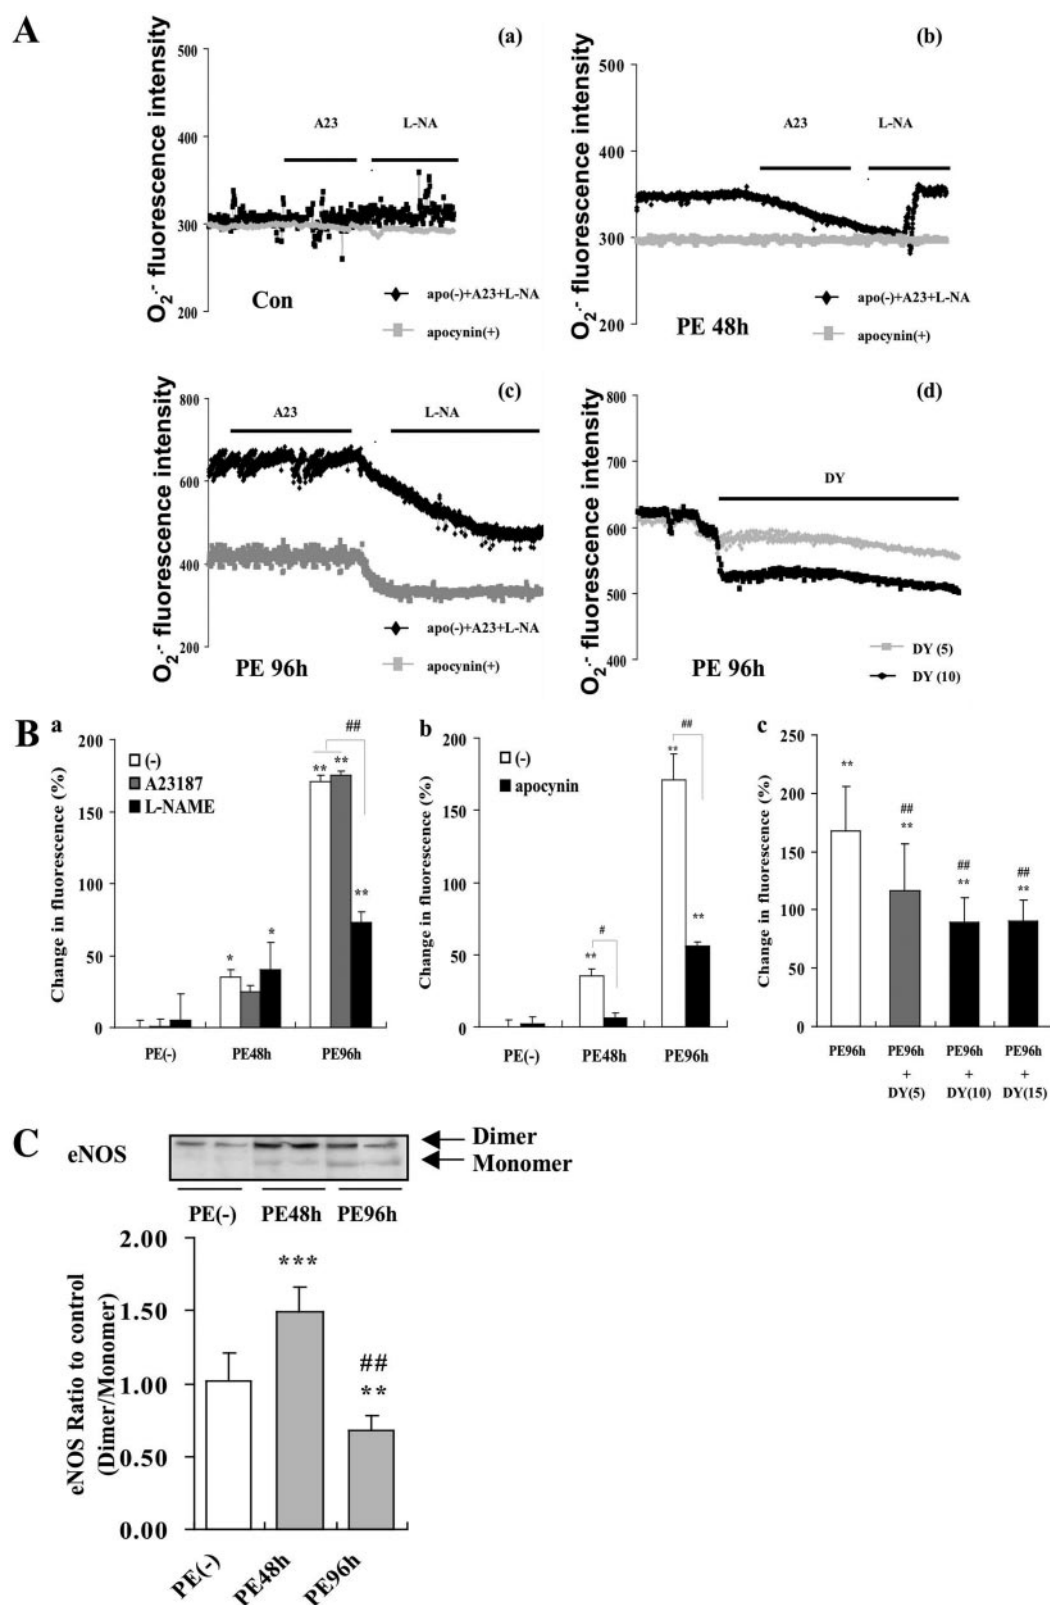 A
(a)
O2·- fluorescence intensity
500
400
300
200
A23
L-NA
Con
apo(-)+A23+L-NA
apocynin(+)
(b)
O2·- fluorescence intensity
500
400
300
200
A23
L-NA
PE 48h
apo(-)+A23+L-NA
apocynin(+)
(c)
O2·- fluorescence intensity
800
600
400
200
A23
L-NA
PE 96h
apo(-)+A23+L-NA
apocynin(+)
(d)
O2·- fluorescence intensity
800
700
600
500
400
DY
PE 96h
DY (5)
DY (10)
B
a
Change in fluorescence (%)
200
150
100
50
0
(-)
A23187
L-NAME
*
*
**
**
##
**
PE(-)
PE48h
PE96h
b
Change in fluorescence (%)
200
150
100
50
0
(-)
apocynin
**
#
**
##
**
PE(-)
PE48h
PE96h
c
Change in fluorescence (%)
250
200
150
100
50
0
**
##
**
##
**
##
**
PE96h
PE96h
+
DY(5)
PE96h
+
DY(10)
PE96h
+
DY(15)
C
eNOS
Dimer
Monomer
PE(-)
PE48h
PE96h
eNOS Ratio to control
(Dimer/Monomer)
2.00
1.50
1.00
0.50
0.00
***
##
**
PE(-)
PE48h
PE96h